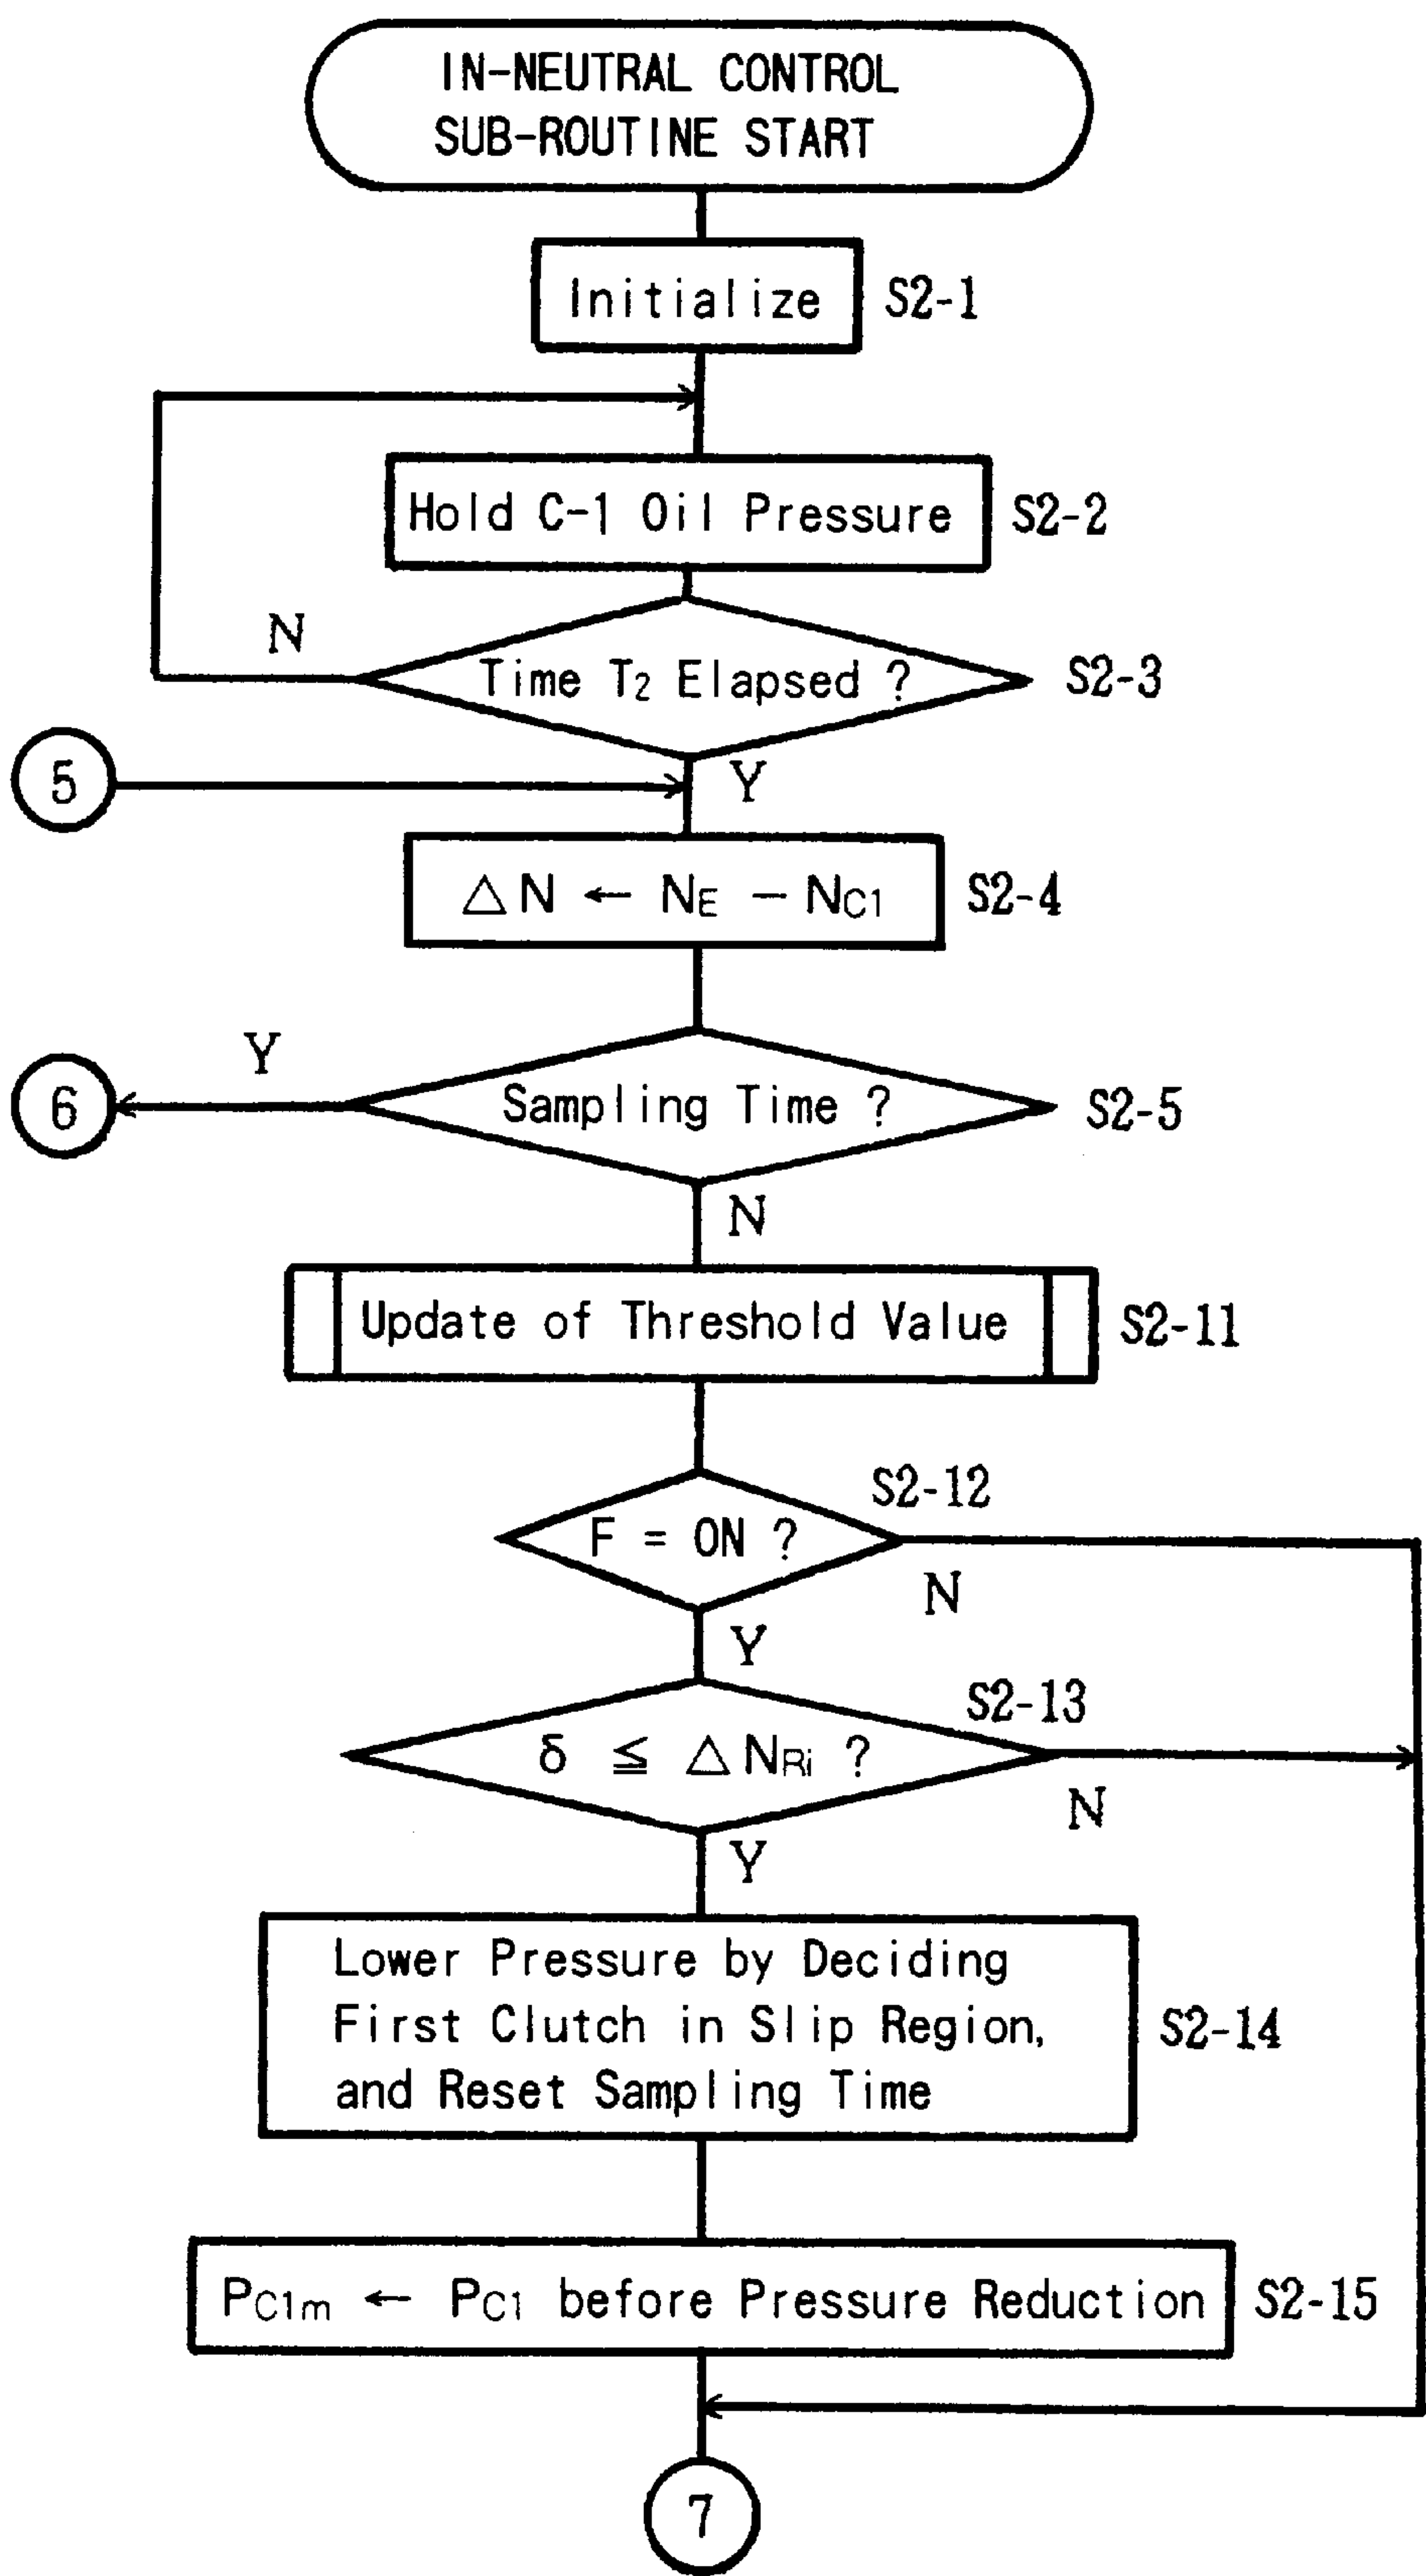 IN-NEUTRAL CONTROL
SUB-ROUTINE START
Initialize
S2-1
Hold C-1 Oil Pressure
S2-2
N
Time T2 Elapsed ?
S2-3
5
Y
△N ← NE − NC1
S2-4
Y
6
Sampling Time ?
S2-5
N
Update of Threshold Value
S2-11
S2-12
F = ON ?
N
Y
S2-13
δ ≦ △NRi ?
N
Y
Lower Pressure by Deciding
First Clutch in Slip Region,
and Reset Sampling Time
S2-14
PC1m ← PC1 before Pressure Reduction
S2-15
7